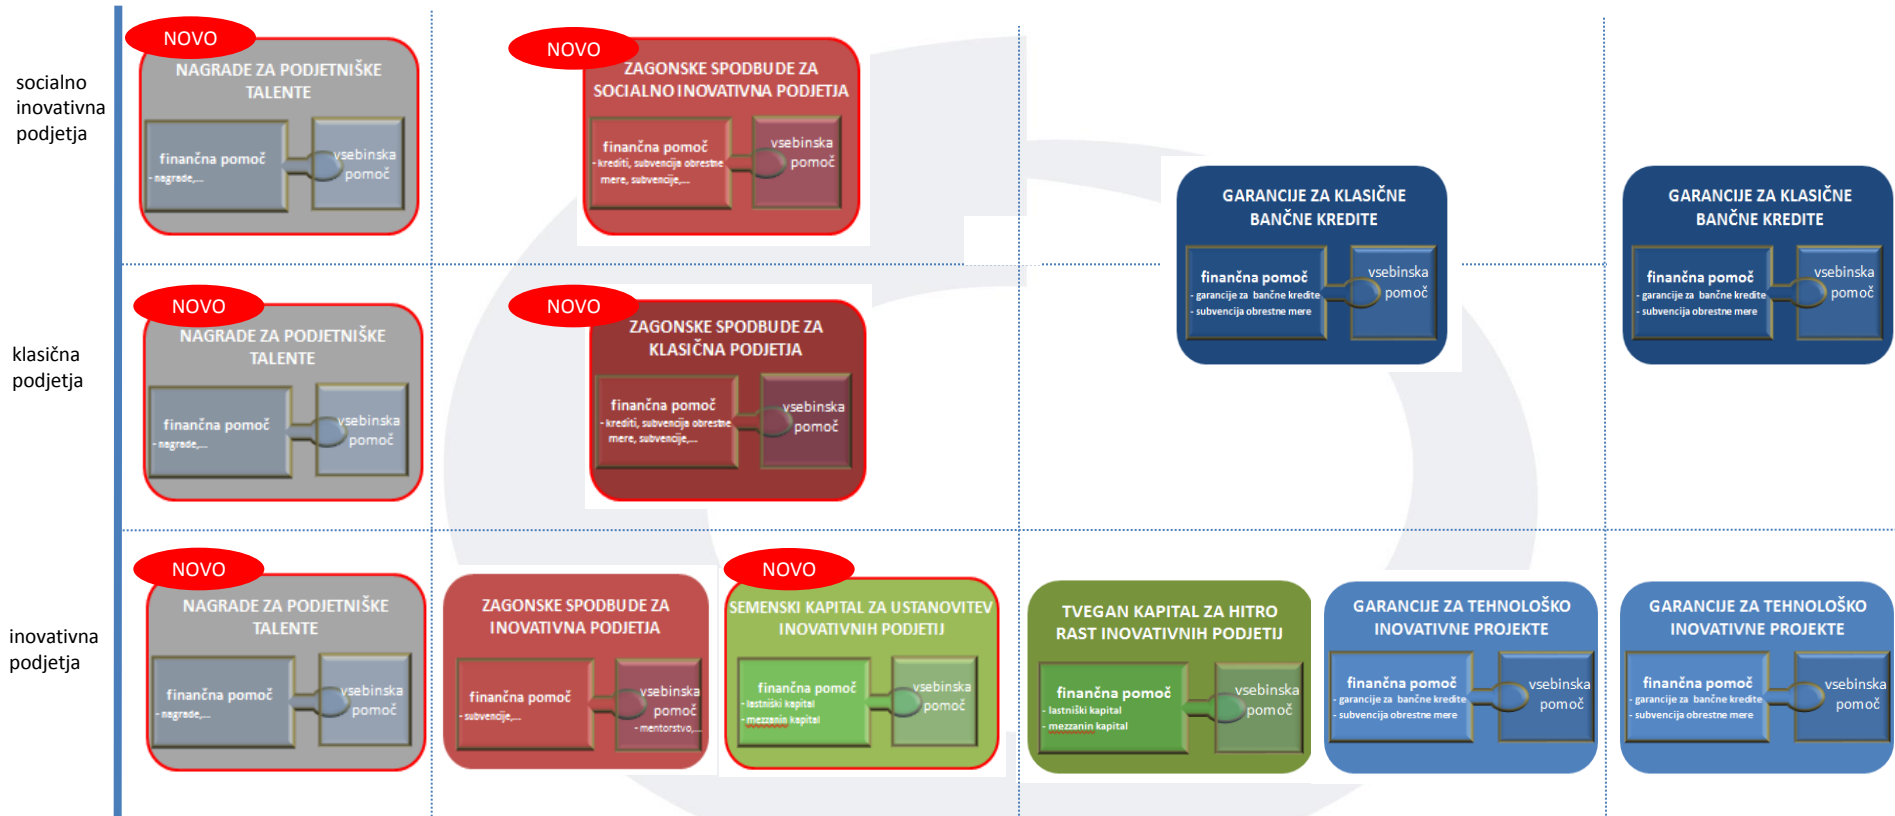 socialno
inovativna
podjetja
NOVO
NAGRADE ZA PODJETNIŠKE
TALENTE
finančna pomoč
- nagrade,...
vsebinska
pomoč
NOVO
ZAGONSKE SPODBUDE ZA
SOCIALNO INOVATIVNA PODJETJA
finančna pomoč
- krediti, subvencija obrestne
mere, subvencije,...
vsebinska
pomoč
GARANCIJE ZA KLASIČNE
BANČNE KREDITE
finančna pomoč
- garancije za bančne kredite
- subvencija obrestne mere
vsebinska
pomoč
GARANCIJE ZA KLASIČNE
BANČNE KREDITE
finančna pomoč
- garancije za bančne kredite
- subvencija obrestne mere
vsebinska
pomoč
klasična
podjetja
NOVO
NAGRADE ZA PODJETNIŠKE
TALENTE
finančna pomoč
- nagrade,...
vsebinska
pomoč
NOVO
ZAGONSKE SPODBUDE ZA
KLASIČNA PODJETJA
finančna pomoč
- krediti, subvencija obrestne
mere, subvencije,...
vsebinska
pomoč
inovativna
podjetja
NOVO
NAGRADE ZA PODJETNIŠKE
TALENTE
finančna pomoč
- nagrade,...
vsebinska
pomoč
ZAGONSKE SPODBUDE ZA
INOVATIVNA PODJETJA
finančna pomoč
- subvencije,...
vsebinska
pomoč
- mentorstvo,...
NOVO
SEMENSKI KAPITAL ZA USTANOVITEV
INOVATIVNIH PODJETIJ
finančna pomoč
- lastniški kapital
- mezzanin kapital
vsebinska
pomoč
TVEGAN KAPITAL ZA HITRO
RAST INOVATIVNIH PODJETIJ
finančna pomoč
- lastniški kapital
- mezzanin kapital
vsebinska
pomoč
GARANCIJE ZA TEHNOLOŠKO
INOVATIVNE PROJEKTE
finančna pomoč
- garancije za bančne kredite
- subvencija obrestne mere
vsebinska
pomoč
GARANCIJE ZA TEHNOLOŠKO
INOVATIVNE PROJEKTE
finančna pomoč
- garancije za bančne kredite
- subvencija obrestne mere
vsebinska
pomoč